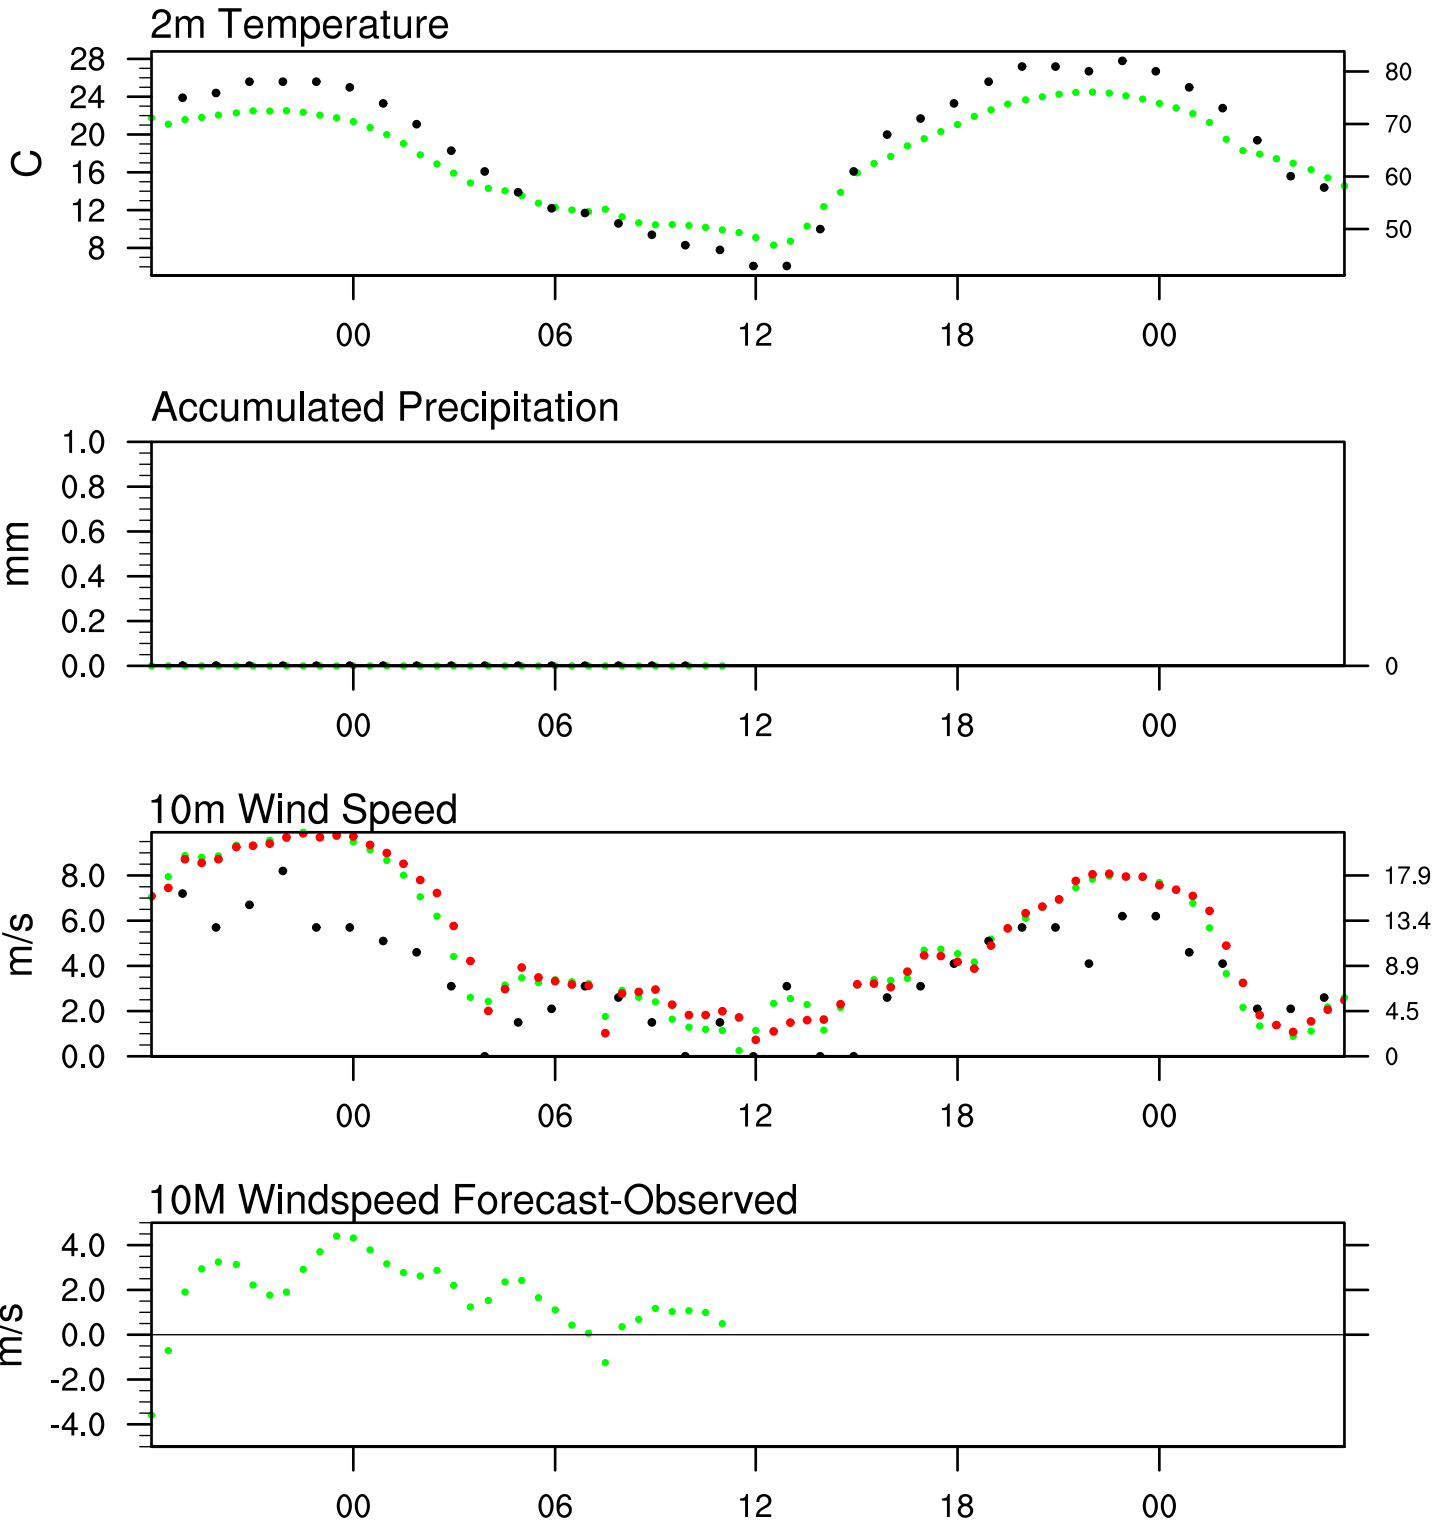 2m Temperature
28
24
20
16
12
8
C
80
70
60
50
00 06 12 18 00
Accumulated Precipitation
1.0
0.8
0.6
0.4
0.2
0.0
mm
0
00 06 12 18 00
10m Wind Speed
8.0
6.0
4.0
2.0
0.0
m/s
17.9
13.4
8.9
4.5
0
00 06 12 18 00
10M Windspeed Forecast-Observed
4.0
2.0
0.0
-2.0
-4.0
m/s
00 06 12 18 00